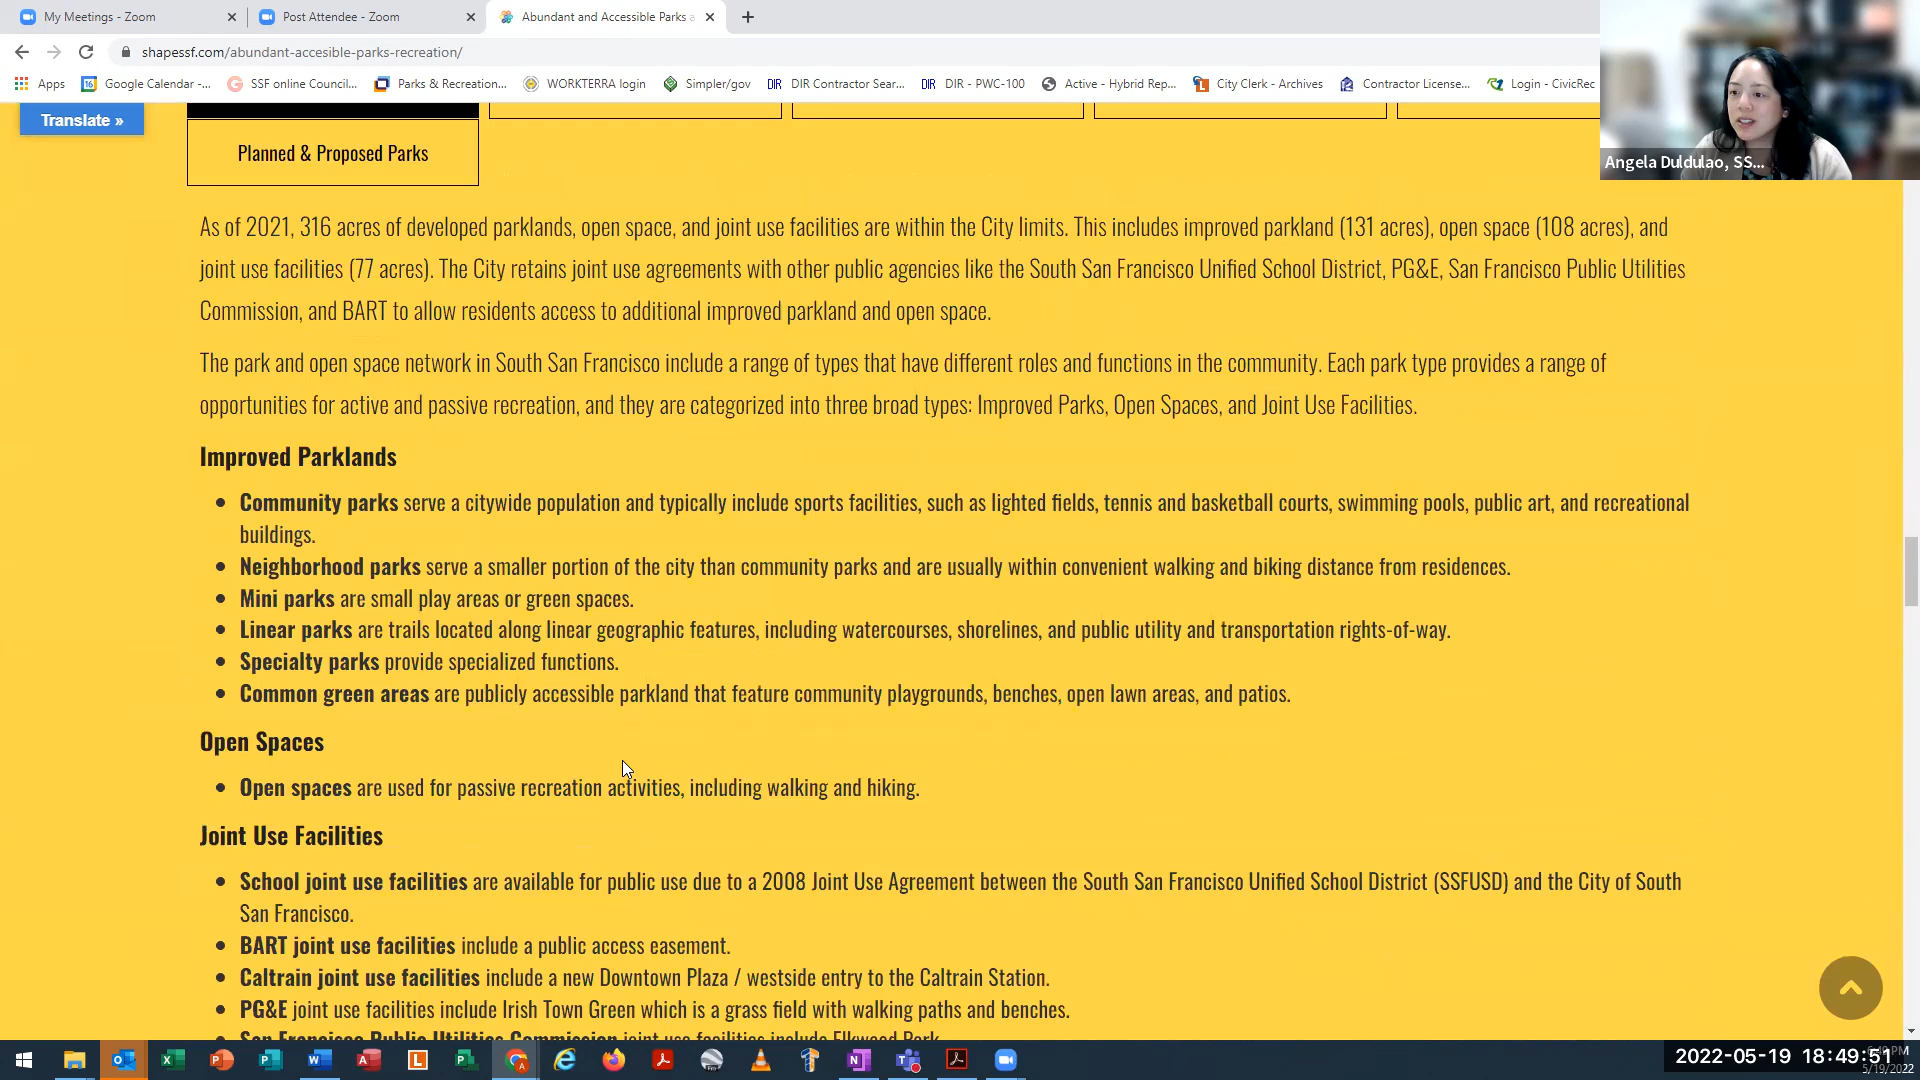 My Meetings - Zoom
Post Attendee - Zoom
Abundant and Accessible Parks a
shapessf.com/abundant-accesible-parks-recreation/
Apps
Google Calendar -...
SSF online Council...
Parks & Recreation...
WORKTERRA login
Simpler/gov
DIR Contractor Sear...
DIR - PWC-100
Active - Hybrid Rep...
City Clerk - Archives
Contractor License...
Login - CivicRec
Translate »
Angela Duldulao, SS...
Planned & Proposed Parks
As of 2021, 316 acres of developed parklands, open space, and joint use facilities are within the City limits. This includes improved parkland (131 acres), open space (108 acres), and
joint use facilities (77 acres). The City retains joint use agreements with other public agencies like the South San Francisco Unified School District, PG&E, San Francisco Public Utilities
Commission, and BART to allow residents access to additional improved parkland and open space.
The park and open space network in South San Francisco include a range of types that have different roles and functions in the community. Each park type provides a range of
opportunities for active and passive recreation, and they are categorized into three broad types: Improved Parks, Open Spaces, and Joint Use Facilities.
Improved Parklands
Community parks serve a citywide population and typically include sports facilities, such as lighted fields, tennis and basketball courts, swimming pools, public art, and recreational
buildings.
Neighborhood parks serve a smaller portion of the city than community parks and are usually within convenient walking and biking distance from residences.
Mini parks are small play areas or green spaces.
Linear parks are trails located along linear geographic features, including watercourses, shorelines, and public utility and transportation rights-of-way.
Specialty parks provide specialized functions.
Common green areas are publicly accessible parkland that feature community playgrounds, benches, open lawn areas, and patios.
Open Spaces
Open spaces are used for passive recreation activities, including walking and hiking.
Joint Use Facilities
School joint use facilities are available for public use due to a 2008 Joint Use Agreement between the South San Francisco Unified School District (SSFUSD) and the City of South
San Francisco.
BART joint use facilities include a public access easement.
Caltrain joint use facilities include a new Downtown Plaza / westside entry to the Caltrain Station.
PG&E joint use facilities include Irish Town Green which is a grass field with walking paths and benches.
San Francisco Public Utilities Commission joint use facilities include Elkwood Park
2022-05-19 18:49:51
5/19/2022